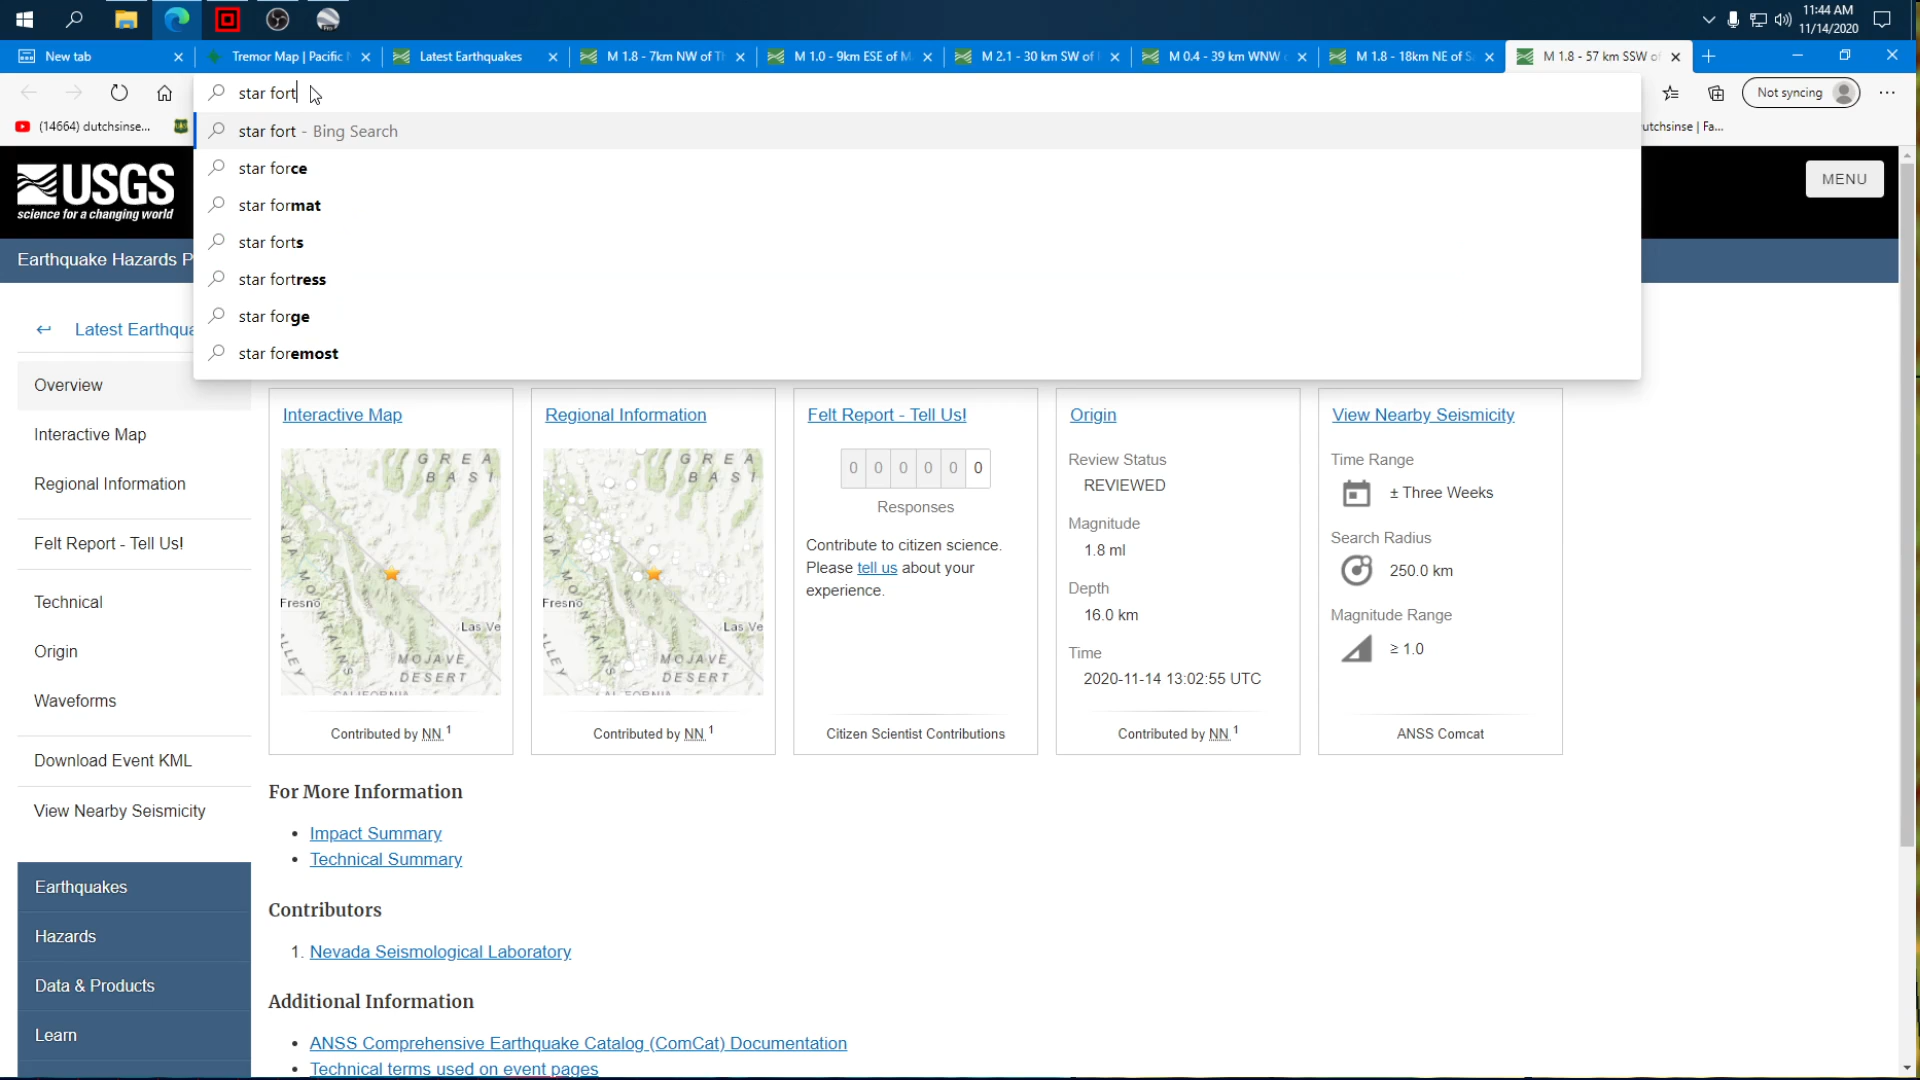 11:44 AM
11/14/2020
New tab
Tremor Map | Pacific
Latest Earthquakes
M 1.8 - 7km NW of
M 1.0 - 9km ESE of M
M 2.1 - 30 km SW of
M 0.4 - 39 km WNW
M 1.8 - 18km NE of S
M 1.8 - 57 km SSW of
star fort
Not syncing
(14664) dutchsinse...
utchsinse | Fa...
star fort - Bing Search
star force
star format
star forts
star fortress
star forge
star foremost
USGS
science for a changing world
MENU
Earthquake Hazards P
Latest Earthqua
Overview
Interactive Map
Regional Information
Felt Report - Tell Us!
Technical
Origin
Waveforms
Download Event KML
View Nearby Seismicity
Earthquakes
Hazards
Data & Products
Learn
Interactive Map
GREA
BASI
Fresno
Las Ve
MOJAVE
DESERT
Contributed by NN 1
Regional Information
GREA
BASI
Fresno
Las Ve
MOJAVE
DESERT
Contributed by NN 1
Felt Report - Tell Us!
0 0 0 0 0 0
Responses
Contribute to citizen science.
Please tell us about your
experience.
Citizen Scientist Contributions
Origin
Review Status
REVIEWED
Magnitude
1.8 ml
Depth
16.0 km
Time
2020-11-14 13:02:55 UTC
Contributed by NN 1
View Nearby Seismicity
Time Range
± Three Weeks
Search Radius
250.0 km
Magnitude Range
≥ 1.0
ANSS Comcat
For More Information
• Impact Summary
• Technical Summary
Contributors
1. Nevada Seismological Laboratory
Additional Information
• ANSS Comprehensive Earthquake Catalog (ComCat) Documentation
• Technical terms used on event pages